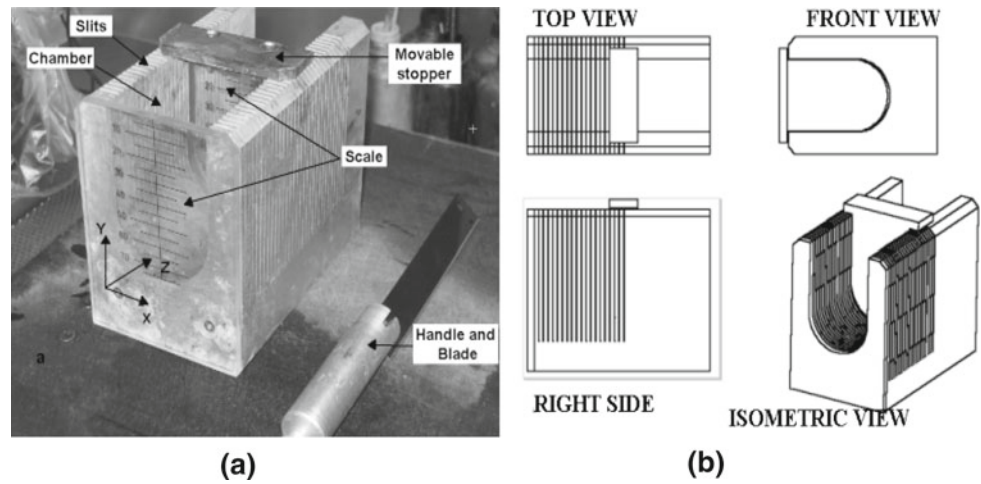 Slits
Chamber
Movable
stopper
Scale
Y
Z
X
Handle and
Blade
a
(a)
TOP VIEW
FRONT VIEW
RIGHT SIDE
ISOMETRIC VIEW
(b)